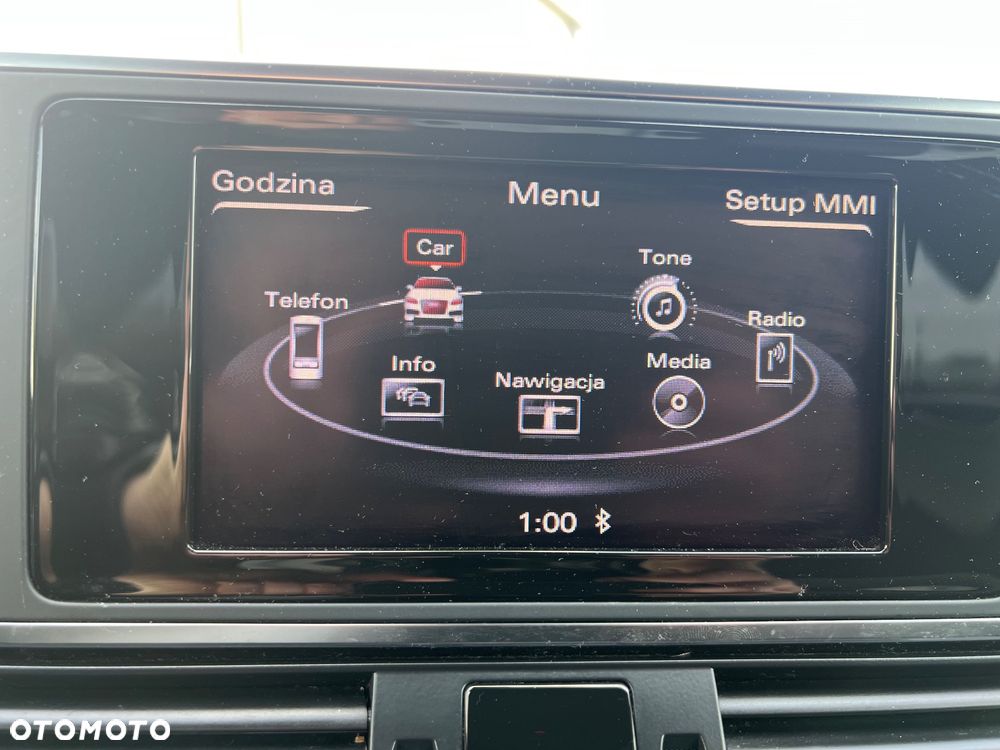 Godzina
Menu
Setup MMI
Car
Tone
Telefon
Radio
Info
Nawigacja
Media
1:00
OTOMOTO